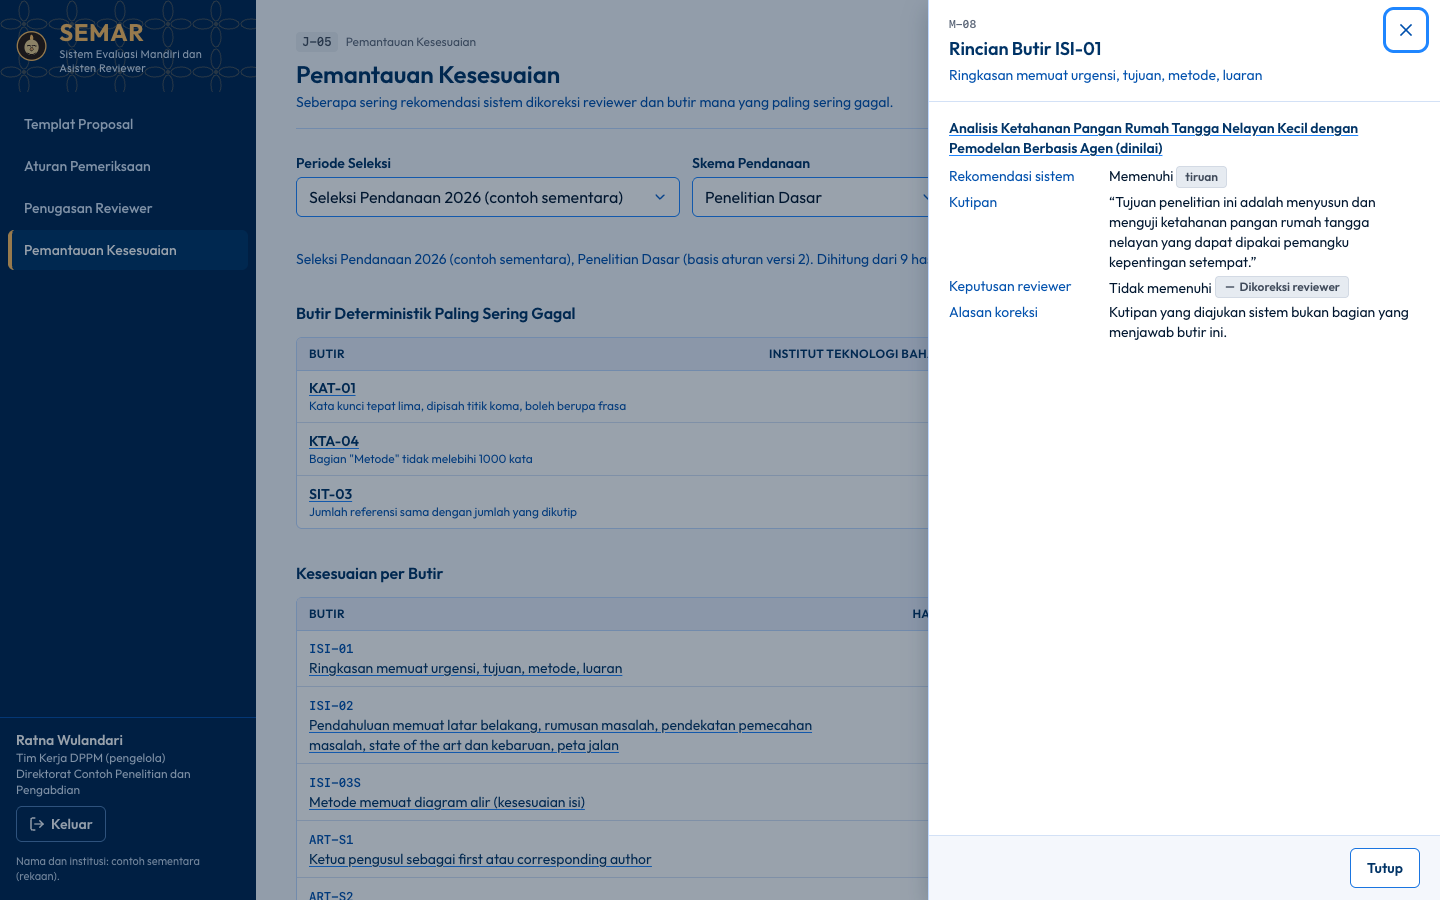 SEMAR
Sistem Evaluasi Mandiri dan
Asisten Reviewer
Templat Proposal
Aturan Pemeriksaan
Penugasan Reviewer
Pemantauan Kesesuaian
Ratna Wulandari
Tim Kerja DPPM (pengelola)
Direktorat Contoh Penelitian dan
Pengabdian
Keluar
Nama dan institusi: contoh sementara
(rekaan).
J-05 Pemantauan Kesesuaian
Pemantauan Kesesuaian
Seberapa sering rekomendasi sistem dikoreksi reviewer dan butir mana yang paling sering gagal.
Periode Seleksi
Seleksi Pendanaan 2026 (contoh sementara)
Skema Pendanaan
Penelitian Dasar
Seleksi Pendanaan 2026 (contoh sementara), Penelitian Dasar (basis aturan versi 2). Dihitung dari 9
Butir Deterministik Paling Sering Gagal
BUTIR INSTITUT TEKNOLOGI
KAT-01
Kata kunci tepat lima, dipisah titik koma, boleh berupa frasa
KTA-04
Bagian "Metode" tidak melebihi 1000 kata
SIT-03
Jumlah referensi sama dengan jumlah yang dikutip
Kesesuaian per Butir
BUTIR
ISI-01
Ringkasan memuat urgensi, tujuan, metode, luaran
ISI-02
Pendahuluan memuat latar belakang, rumusan masalah, pendekatan pemecahan
masalah, state of the art dan kebaruan, peta jalan
ISI-03S
Metode memuat diagram alir (kesesuaian isi)
ART-S1
Ketua pengusul sebagai first atau corresponding author
ART-S2
M-08
Rincian Butir ISI-01
Ringkasan memuat urgensi, tujuan, metode, luaran
Analisis Ketahanan Pangan Rumah Tangga Nelayan Kecil dengan
Pemodelan Berbasis Agen (dinilai)
Rekomendasi sistem Memenuhi tiruan
Kutipan “Tujuan penelitian ini adalah menyusun dan
menguji ketahanan pangan rumah tangga
nelayan yang dapat dipakai pemangku
kepentingan setempat.”
Keputusan reviewer Tidak memenuhi — Dikoreksi reviewer
Alasan koreksi Kutipan yang diajukan sistem bukan bagian yang
menjawab butir ini.
Tutup